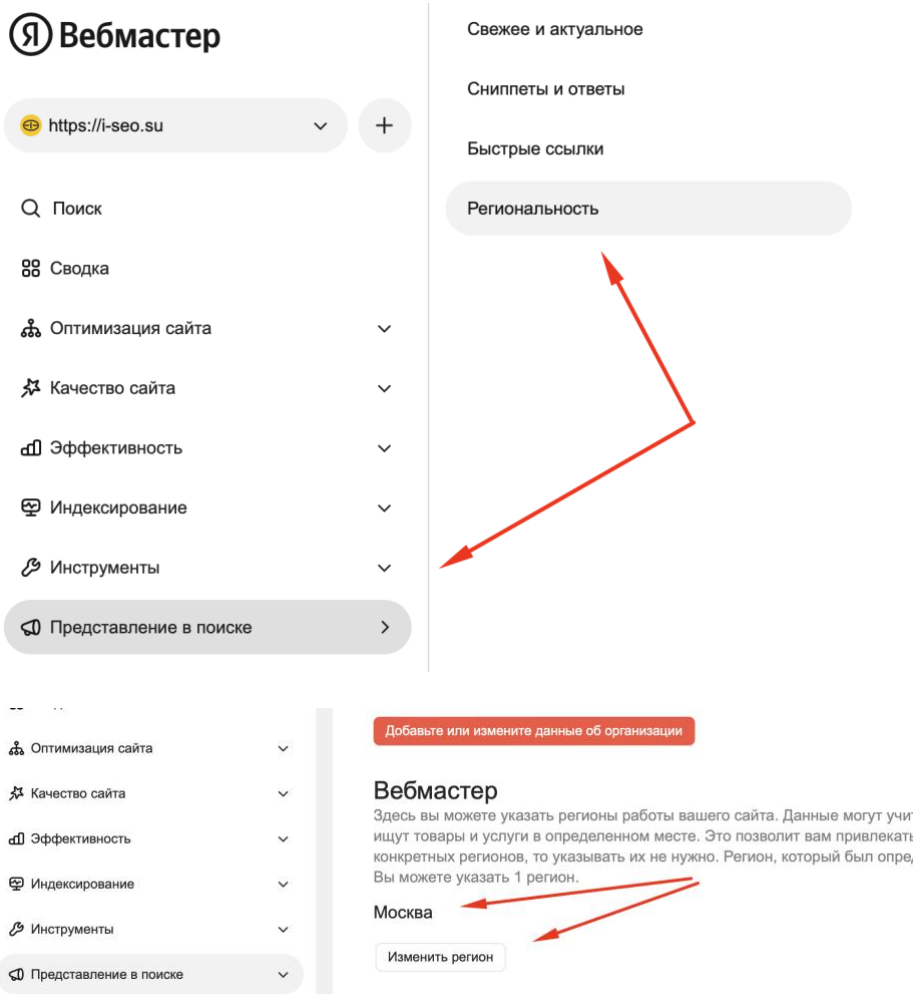 Я Вебмастер
https://i-seo.su
Поиск
Сводка
Оптимизация сайта
Качество сайта
Эффективность
Индексирование
Инструменты
Представление в поиске
Свежее и актуальное
Сниппеты и ответы
Быстрые ссылки
Региональность
Оптимизация сайта
Качество сайта
Эффективность
Индексирование
Инструменты
Представление в поиске
Добавьте или измените данные об организации
Вебмастер
Здесь вы можете указать регионы работы вашего сайта. Данные могут учит
ищут товары и услуги в определенном месте. Это позволит вам привлекать
конкретных регионов, то указывать их не нужно. Регион, который был опре
Вы можете указать 1 регион.
Москва
Изменить регион